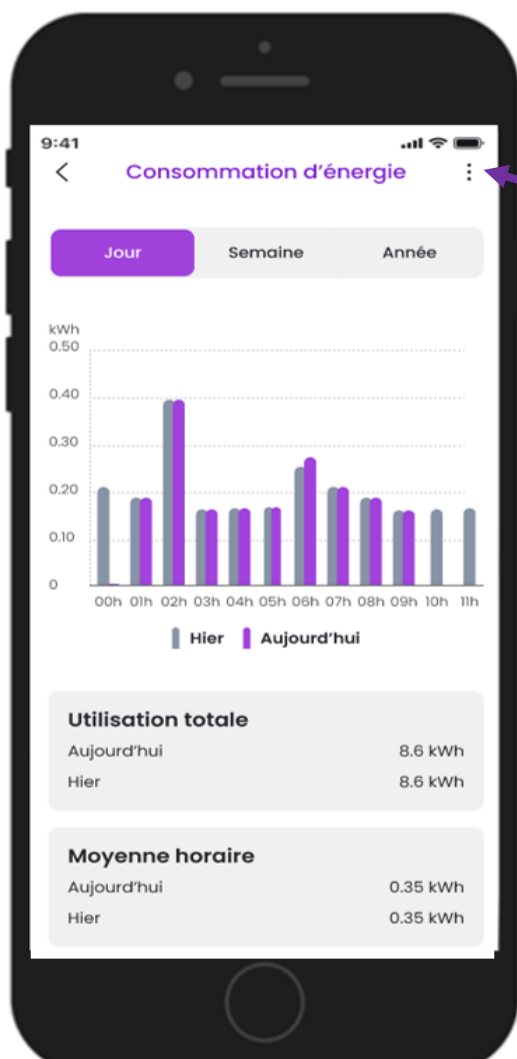 9:41
Consommation d'énergie
Jour Semaine Année
kWh
0.50
0.40
0.30
0.20
0.10
0
00h 01h 02h 03h 04h 05h 06h 07h 08h 09h 10h 11h
Hier Aujourd'hui
Utilisation totale
Aujourd'hui 8.6 kWh
Hier 8.6 kWh
Moyenne horaire
Aujourd'hui 0.35 kWh
Hier 0.35 kWh